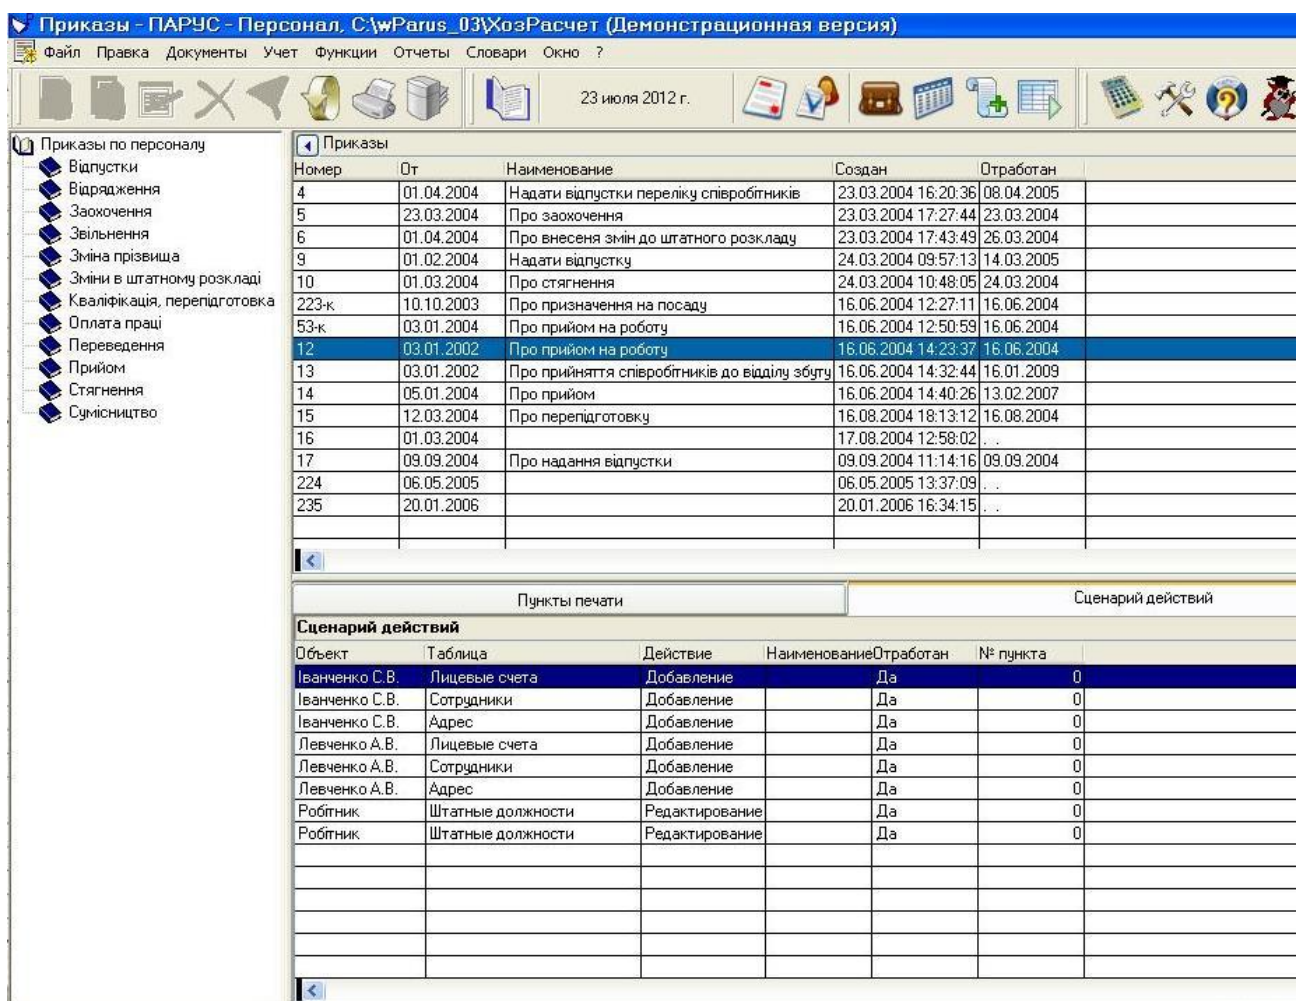 Приказы - ПАРУС - Персонал, C:\wParus_03\ХозРасчет (Демонстрационная версия)
Файл Правка Документы Учет Функции Отчеты Словари Окно ?
23 июля 2012 г.
Приказы по персоналу
Відпустки
Відрядження
Заохочення
Звільнення
Зміна прізвища
Зміни в штатному розкладі
Кваліфікація, перепідготовка
Оплата праці
Переведення
Прийом
Стягнення
Сумісництво
Приказы
Номер От Наименование Создан Отработан
4 01.04.2004 Надати відпустки переліку співробітників 23.03.2004 16:20:36 08.04.2005
5 23.03.2004 Про заохочення 23.03.2004 17:27:44 23.03.2004
6 01.04.2004 Про внесеня змін до штатного розкладу 23.03.2004 17:43:49 26.03.2004
9 01.02.2004 Надати відпустку 24.03.2004 09:57:13 14.03.2005
10 01.03.2004 Про стягнення 24.03.2004 10:48:05 24.03.2004
223-к 10.10.2003 Про призначення на посаду 16.06.2004 12:27:11 16.06.2004
53-к 03.01.2004 Про прийом на роботу 16.06.2004 12:50:59 16.06.2004
12 03.01.2002 Про прийом на роботу 16.06.2004 14:23:37 16.06.2004
13 03.01.2002 Про прийняття співробітників до відділу збуту 16.06.2004 14:32:44 16.01.2009
14 05.01.2004 Про прийом 16.06.2004 14:40:26 13.02.2007
15 12.03.2004 Про перепідготовку 16.08.2004 18:13:12 16.08.2004
16 01.03.2004 17.08.2004 12:58:02 . .
17 09.09.2004 Про надання відпустки 09.09.2004 11:14:16 09.09.2004
224 06.05.2005 06.05.2005 13:37:09 . .
235 20.01.2006 20.01.2006 16:34:15 . .
Пункты печати Сценарий действий
Сценарий действий
Объект Таблица Действие Наименование Отработан № пункта
Іванченко С.В. Лицевые счета Добавление Да 0
Іванченко С.В. Сотрудники Добавление Да 0
Іванченко С.В. Адрес Добавление Да 0
Левченко А.В. Лицевые счета Добавление Да 0
Левченко А.В. Сотрудники Добавление Да 0
Левченко А.В. Адрес Добавление Да 0
Робітник Штатные должности Редактирование Да 0
Робітник Штатные должности Редактирование Да 0